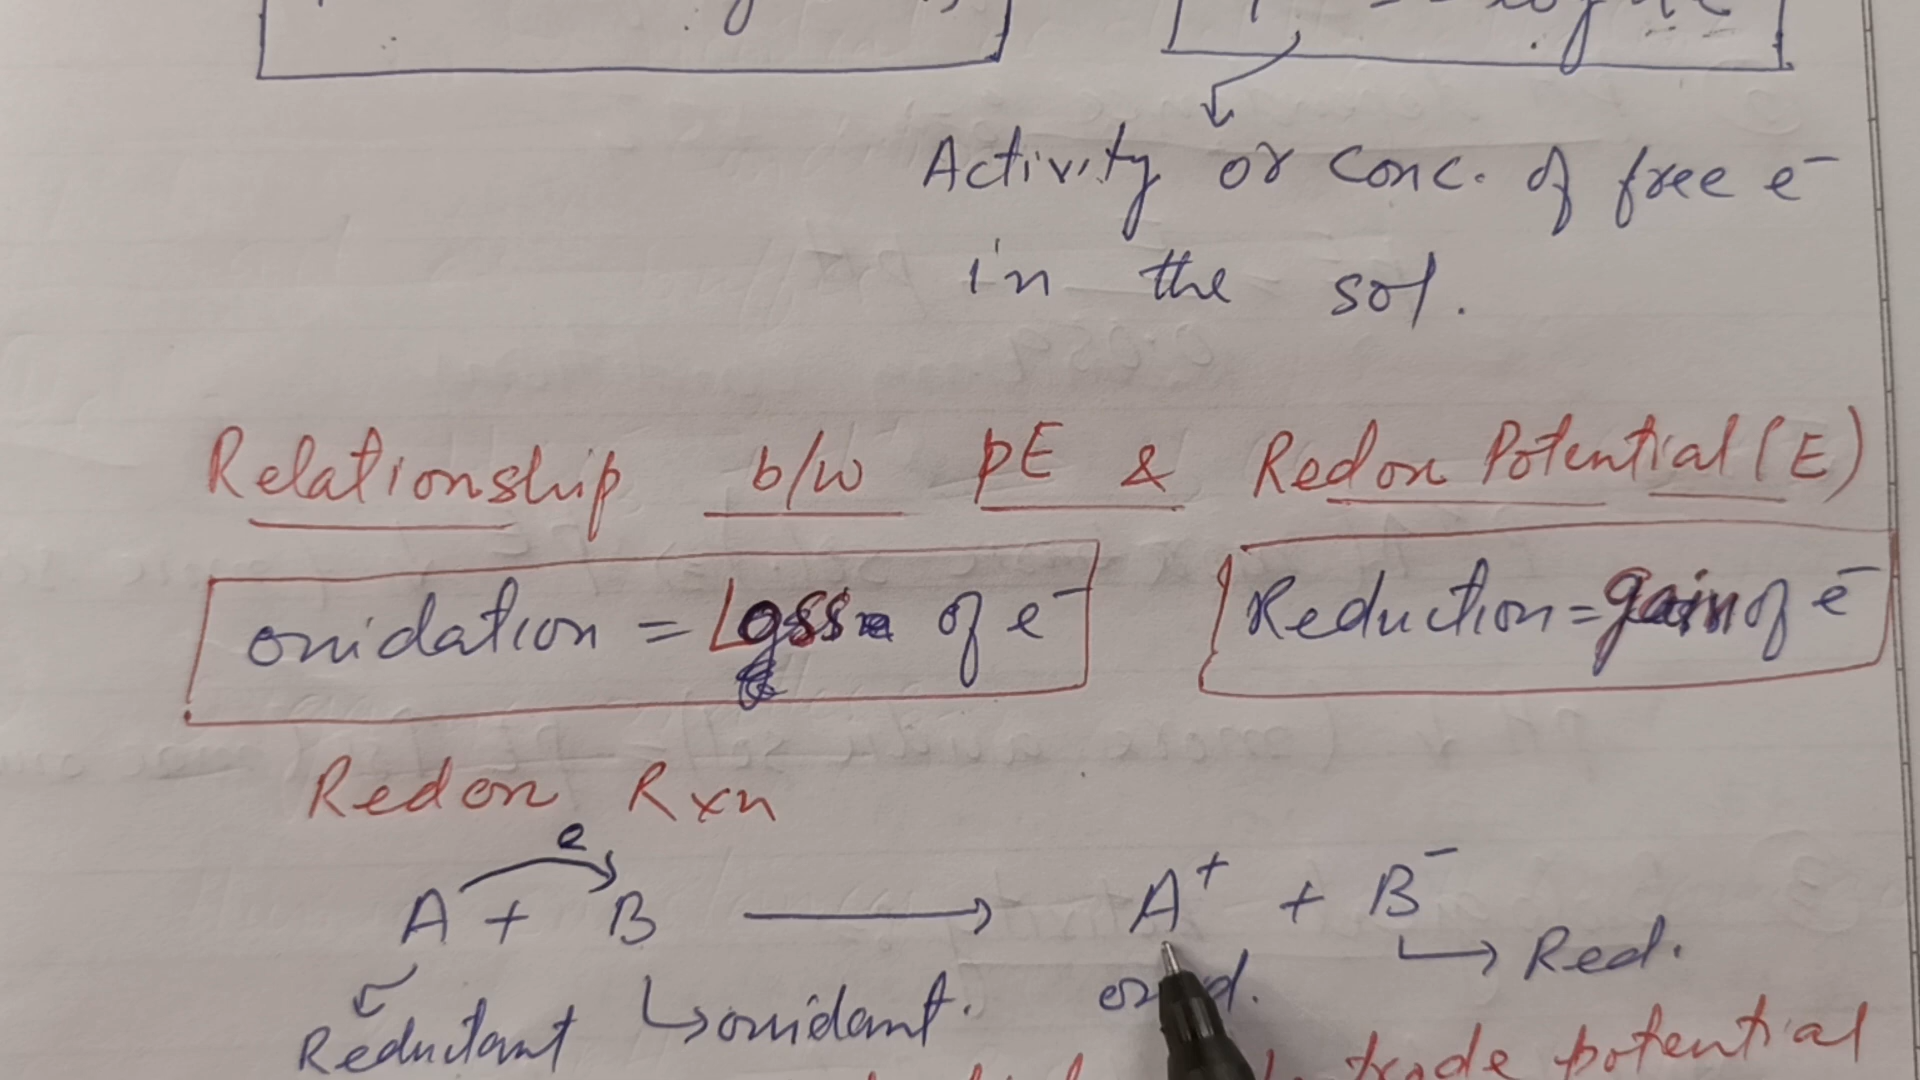 Activity or conc. of free e⁻
in the sol.
Relationship b/w pE & Redox Potential (E)
oxidation = Loss of e⁻
Reduction = gain of e⁻
Redox Rxn
e
A + B ⟶ A⁺ + B⁻
Reductant ↳ oxidant. oxid. ↳ Red.
potential